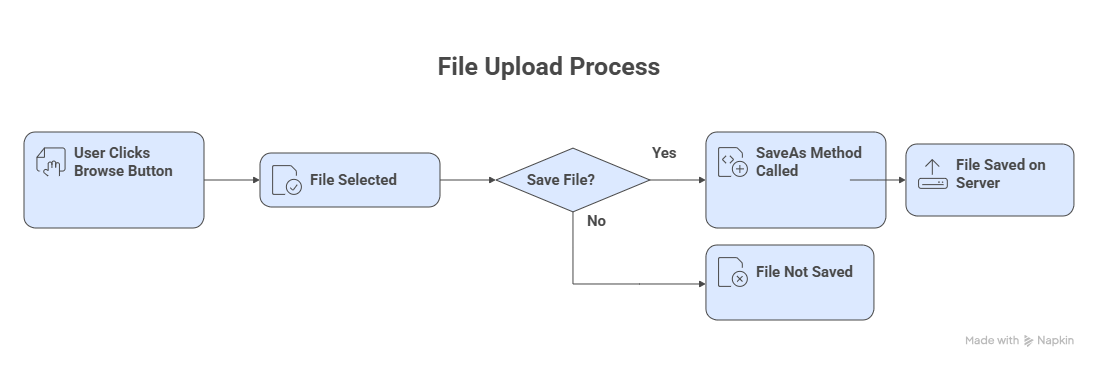 File Upload Process
User Clicks
Browse Button
File Selected
Save File?
Yes
No
SaveAs Method
Called
File Saved on
Server
File Not Saved
Made with Napkin